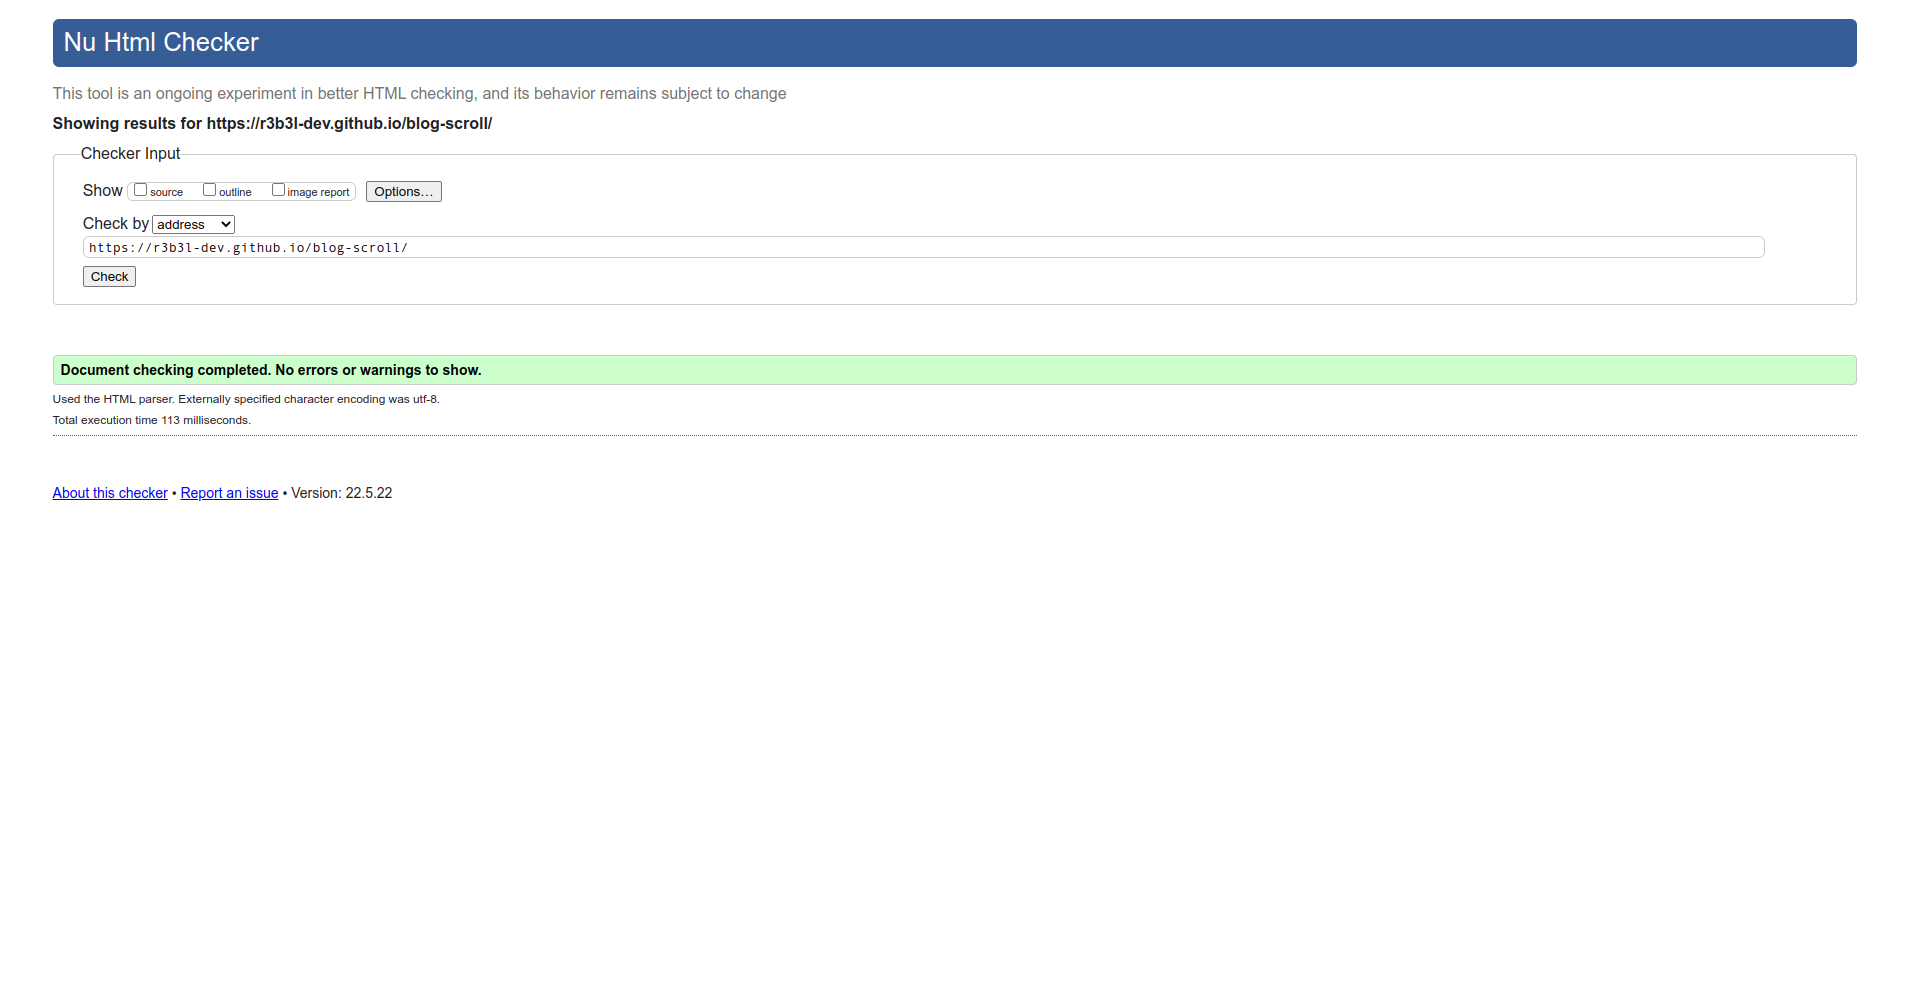 Nu Html Checker
This tool is an ongoing experiment in better HTML checking, and its behavior remains subject to change
Showing results for https://r3b3l-dev.github.io/blog-scroll/
Checker Input
Show source outline image report Options…
Check by address
https://r3b3l-dev.github.io/blog-scroll/
Check
Document checking completed. No errors or warnings to show.
Used the HTML parser. Externally specified character encoding was utf-8.
Total execution time 113 milliseconds.
About this checker • Report an issue • Version: 22.5.22